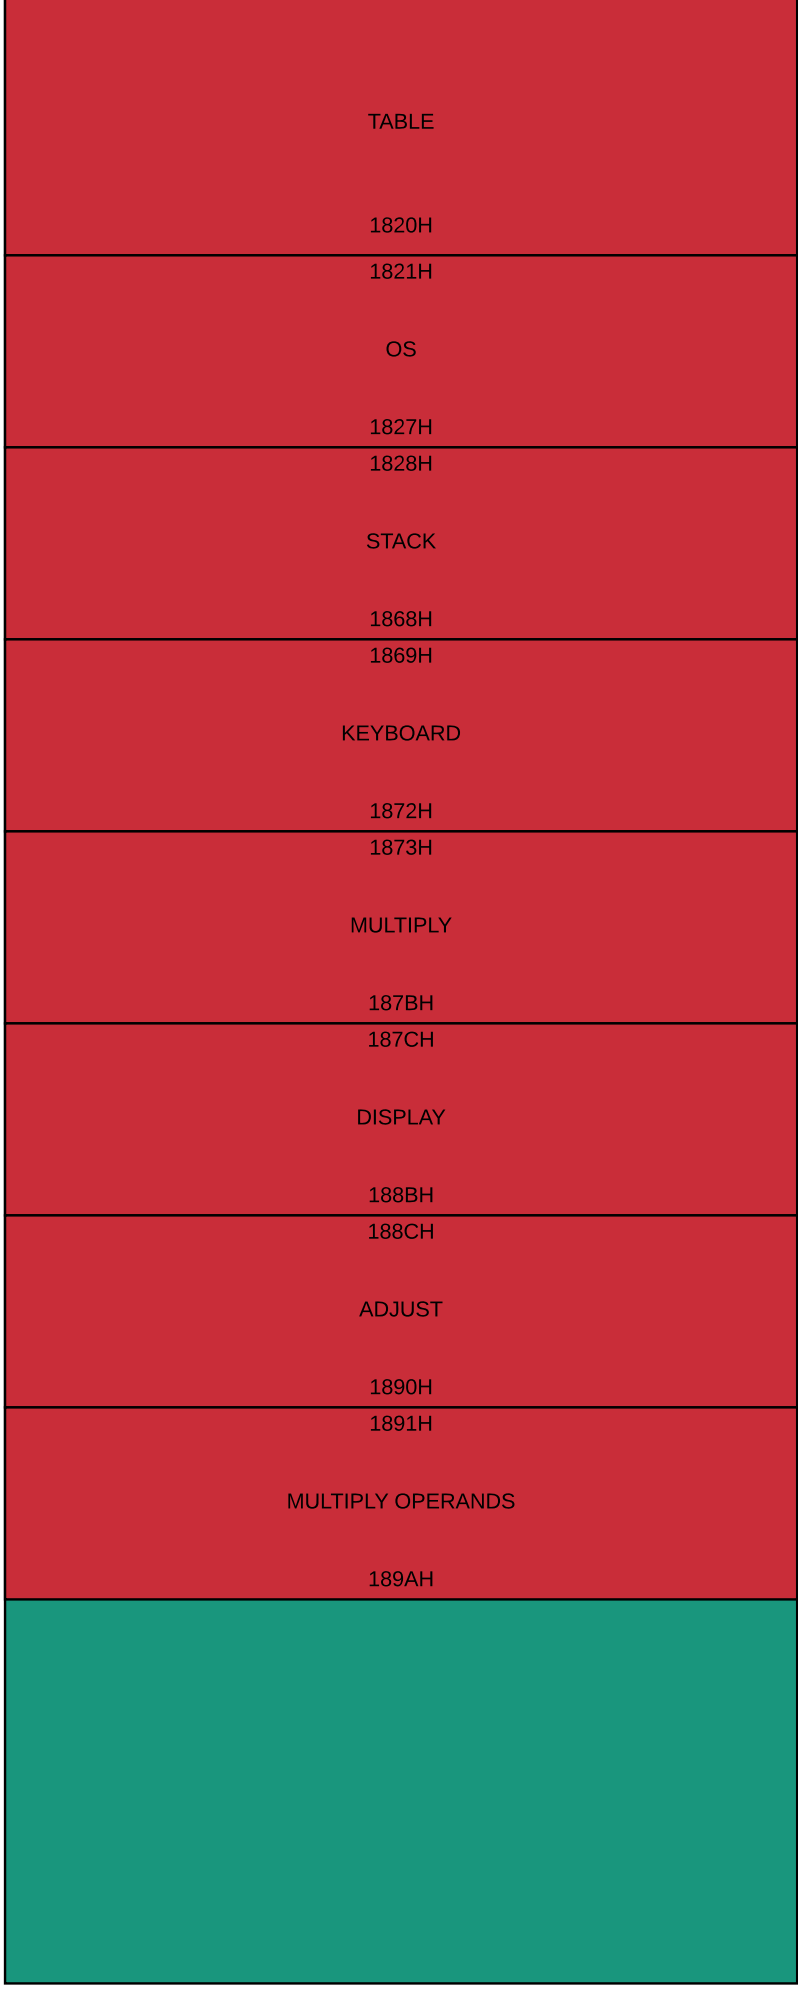 TABLE
1820H
1821H
OS
1827H
1828H
STACK
1868H
1869H
KEYBOARD
1872H
1873H
MULTIPLY
187BH
187CH
DISPLAY
188BH
188CH
ADJUST
1890H
1891H
MULTIPLY OPERANDS
189AH